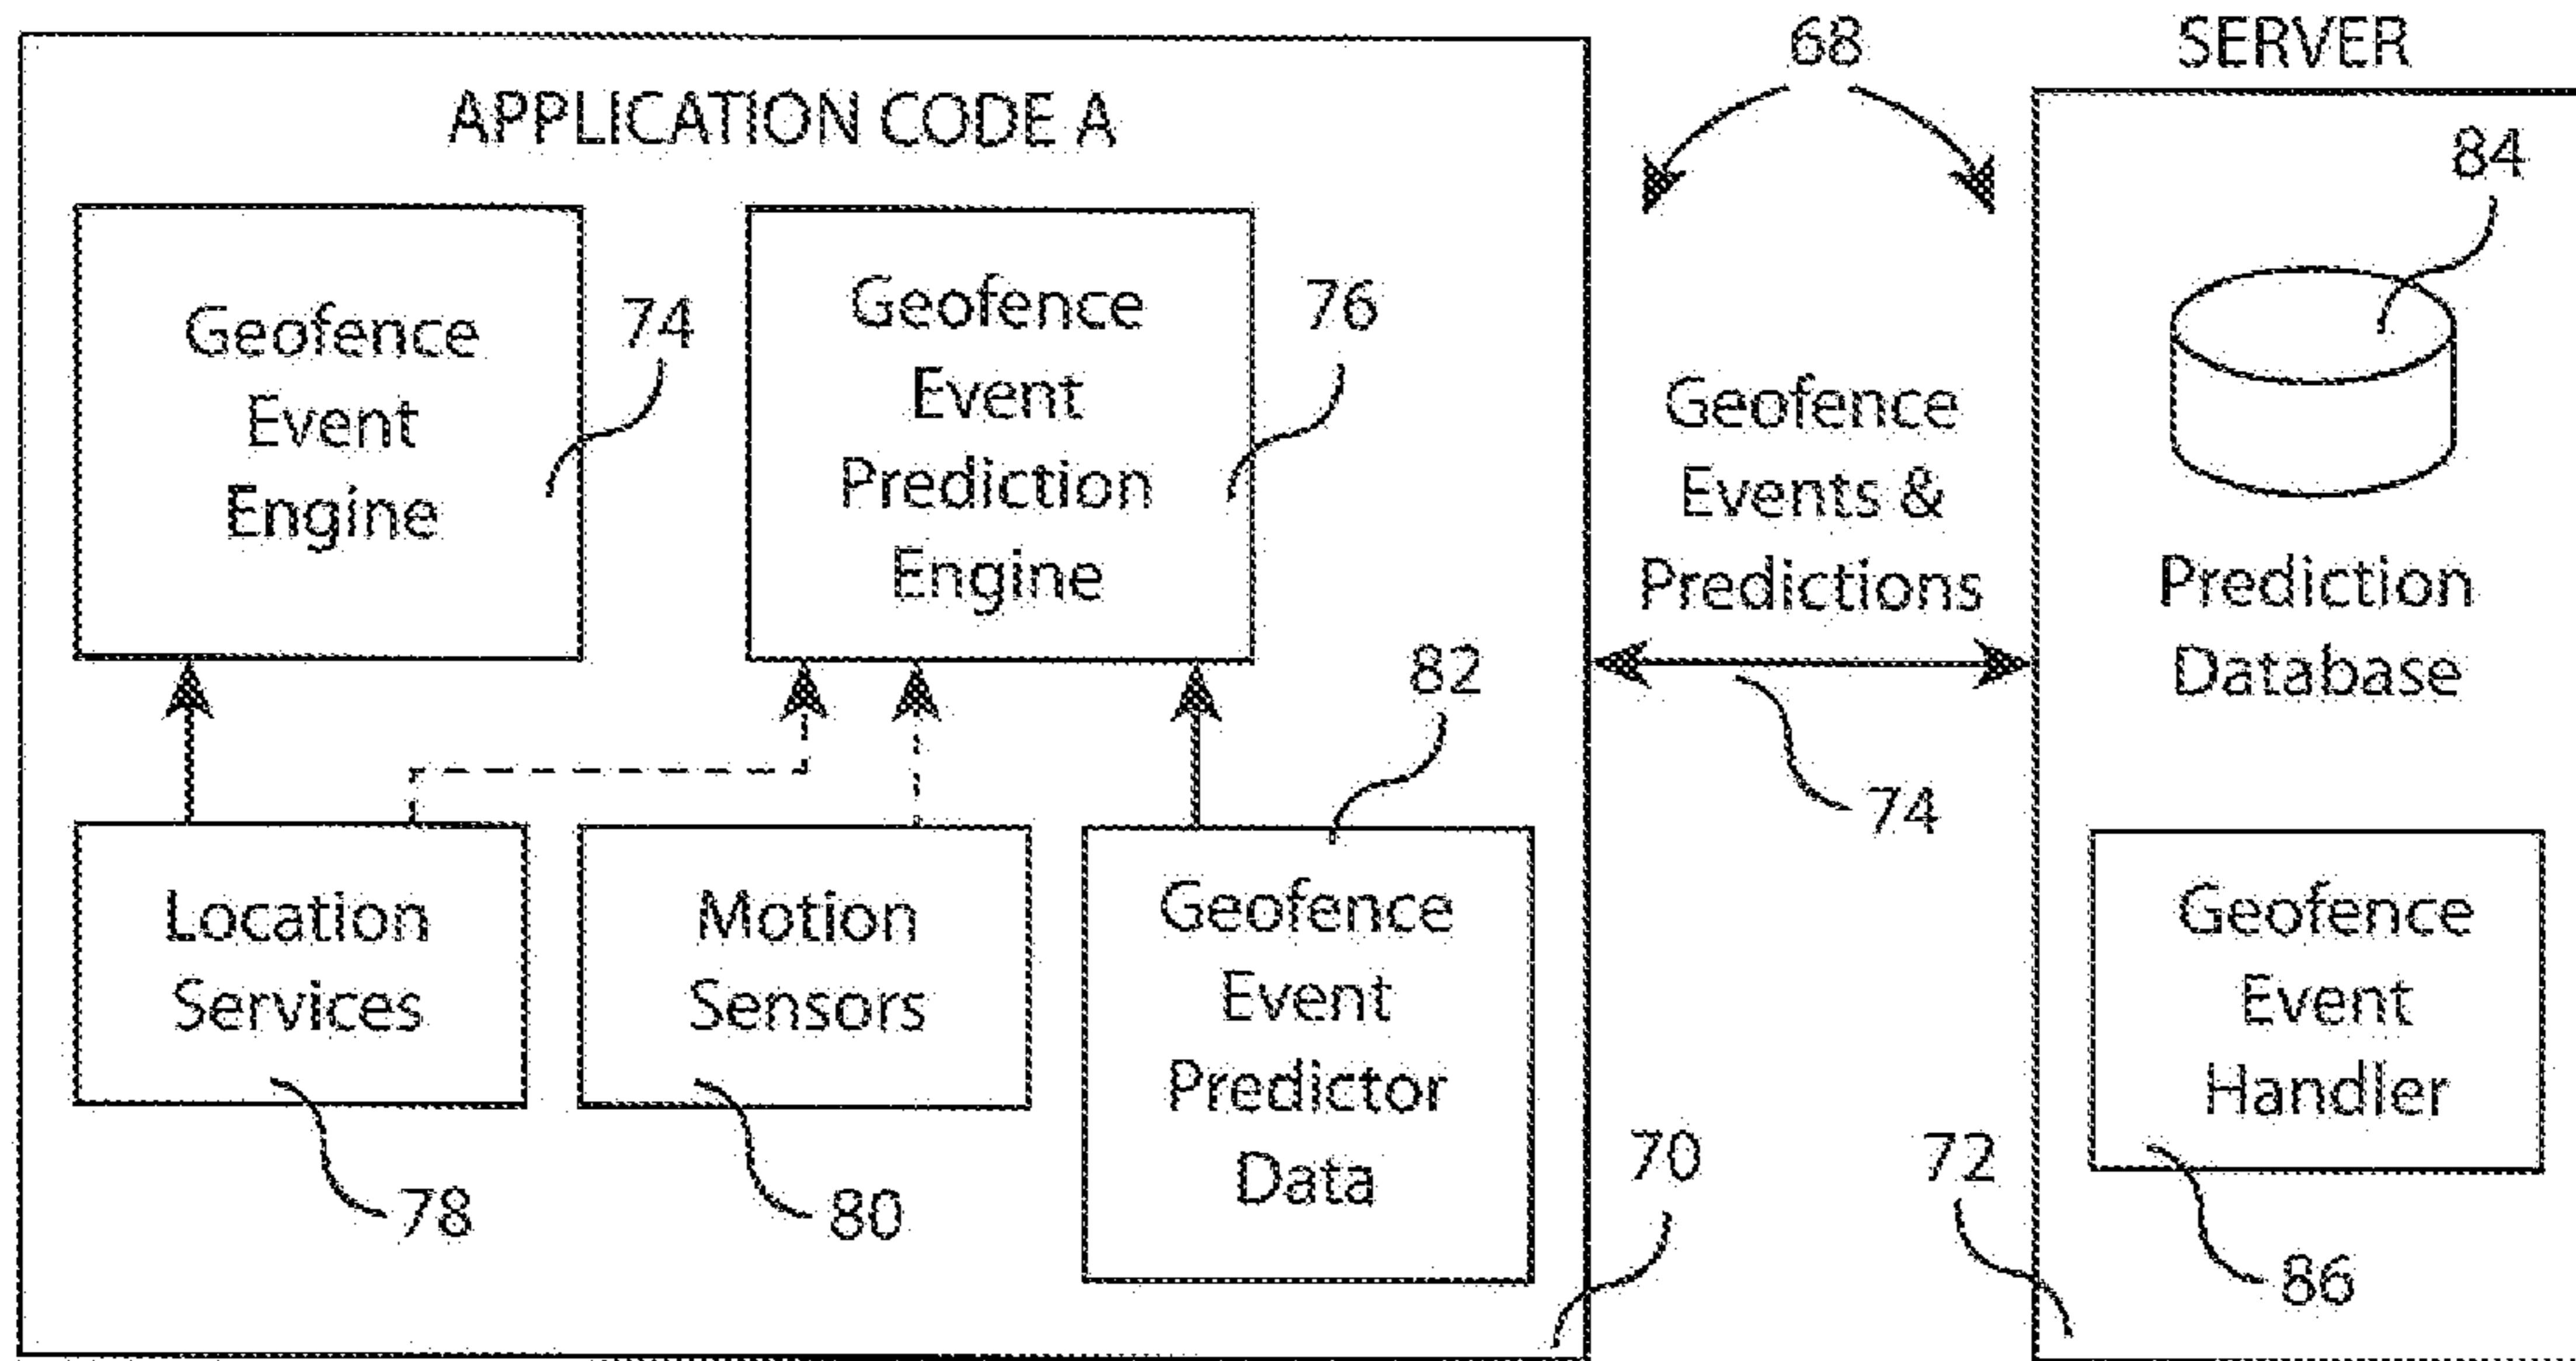 SERVER
68
APPLICATION CODE A
84
Geofence
Event
Engine
74
Geofence
Event
Prediction
Engine
76
Geofence
Events &
Predictions
74
Prediction
Database
82
Location
Services
78
Motion
Sensors
80
Geofence
Event
Predictor
Data
70
72
Geofence
Event
Handler
86